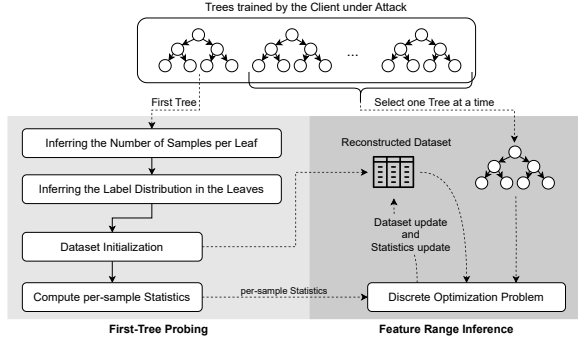 Trees trained by the Client under Attack
...
First Tree
Select one Tree at a time
Inferring the Number of Samples per Leaf
Inferring the Label Distribution in the Leaves
Dataset Initialization
Compute per-sample Statistics
per-sample Statistics
Reconstructed Dataset
Dataset update
and
Statistics update
Discrete Optimization Problem
First-Tree Probing
Feature Range Inference